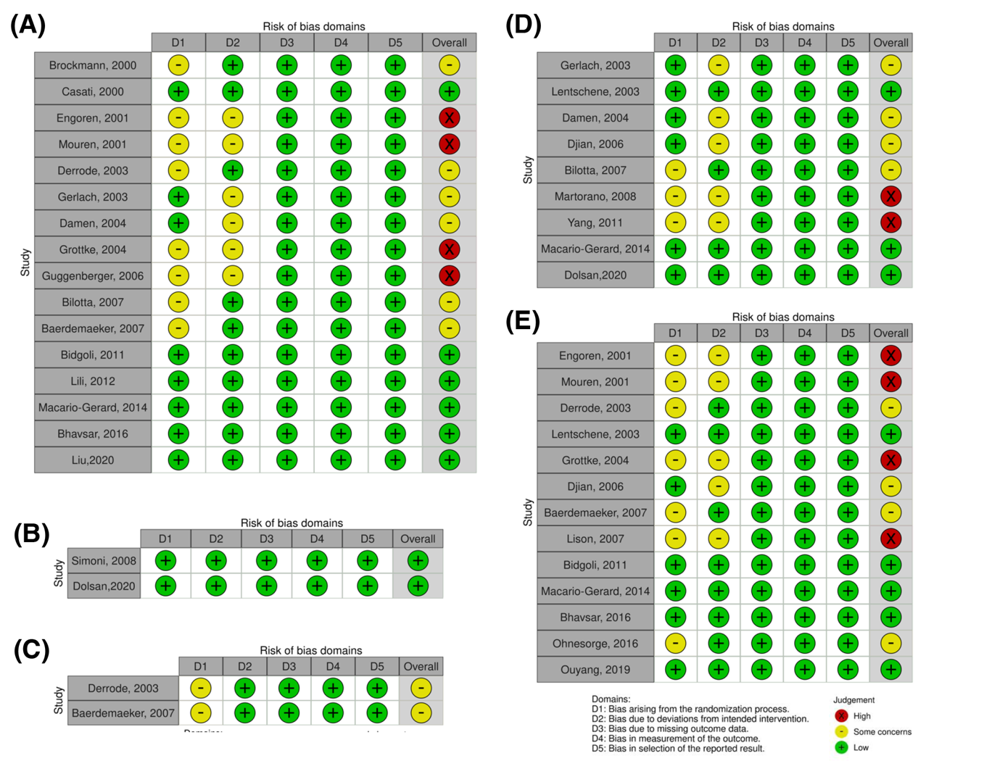 (A)
Risk of bias domains
D1 D2 D3 D4 D5 Overall
Study
Brockmann, 2000 - + + + + -
Casati, 2000 + + + + + +
Engoren, 2001 - - + + + X
Mouren, 2001 - - + + + X
Derrode, 2003 - + + + + -
Gerlach, 2003 + - + + + -
Damen, 2004 + - + + + -
Grottke, 2004 - - + + + X
Guggenberger, 2006 - - + + + X
Bilotta, 2007 - + + + + -
Baerdemaeker, 2007 - + + + + -
Bidgoli, 2011 + + + + + +
Lili, 2012 + + + + + +
Macario-Gerard, 2014 + + + + + +
Bhavsar, 2016 + + + + + +
Liu,2020 + + + + + +
(B)
Risk of bias domains
D1 D2 D3 D4 D5 Overall
Study
Simoni, 2008 + + + + + +
Dolsan,2020 + + + + + +
(C)
Risk of bias domains
D1 D2 D3 D4 D5 Overall
Study
Derrode, 2003 - + + + + -
Baerdemaeker, 2007 - + + + + -
(D)
Risk of bias domains
D1 D2 D3 D4 D5 Overall
Study
Gerlach, 2003 + - + + + -
Lentschene, 2003 + + + + + +
Damen, 2004 + - + + + -
Djian, 2006 + - + + + -
Bilotta, 2007 - + + + + -
Martorano, 2008 - - + + + X
Yang, 2011 - - + + + X
Macario-Gerard, 2014 + + + + + +
Dolsan,2020 + + + + + +
(E)
Risk of bias domains
D1 D2 D3 D4 D5 Overall
Study
Engoren, 2001 - - + + + X
Mouren, 2001 - - + + + X
Derrode, 2003 - + + + + -
Lentschene, 2003 + + + + + +
Grottke, 2004 - - + + + X
Djian, 2006 + - + + + -
Baerdemaeker, 2007 - + + + + -
Lison, 2007 - - + + + X
Bidgoli, 2011 + + + + + +
Macario-Gerard, 2014 + + + + + +
Bhavsar, 2016 + + + + + +
Ohnesorge, 2016 - + + + + -
Ouyang, 2019 + + + + + +
Domains:
D1: Bias arising from the randomization process.
D2: Bias due to deviations from intended intervention.
D3: Bias due to missing outcome data.
D4: Bias in measurement of the outcome.
D5: Bias in selection of the reported result.
Judgement
X High
- Some concerns
+ Low